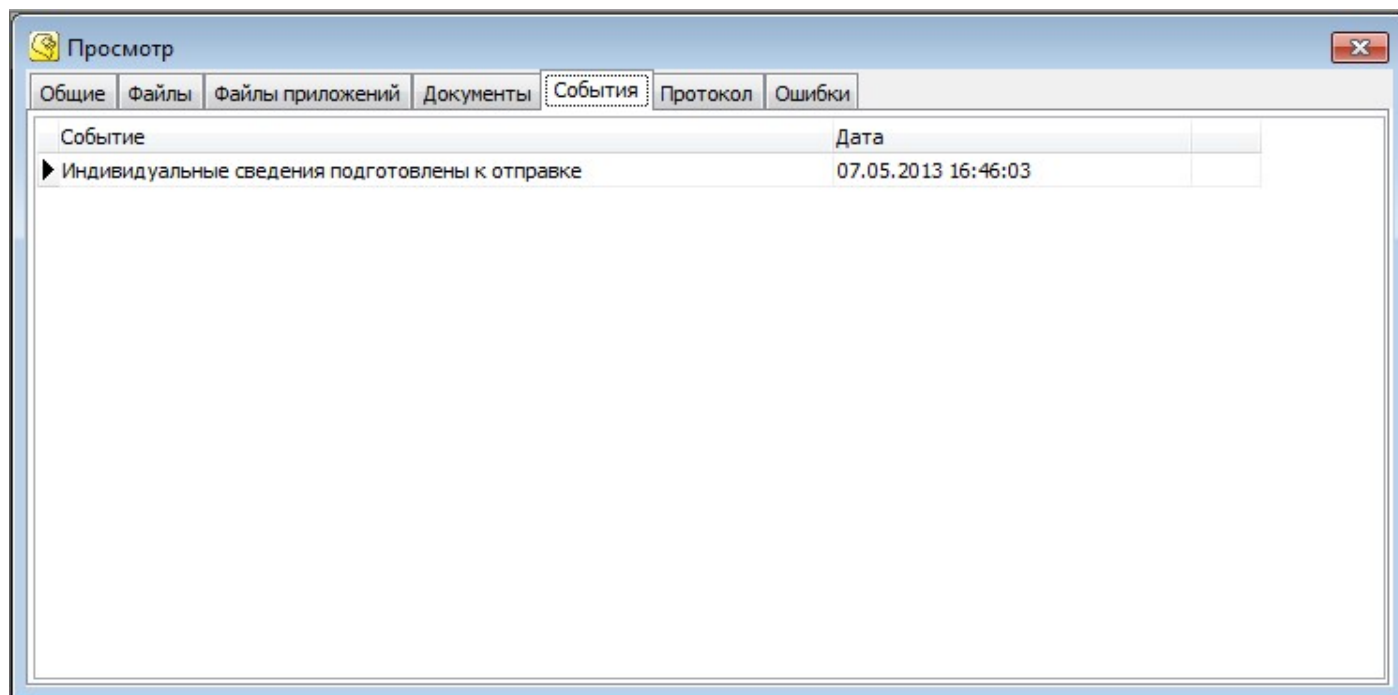 Просмотр
Общие Файлы Файлы приложений Документы События Протокол Ошибки
Событие Дата
Индивидуальные сведения подготовлены к отправке 07.05.2013 16:46:03